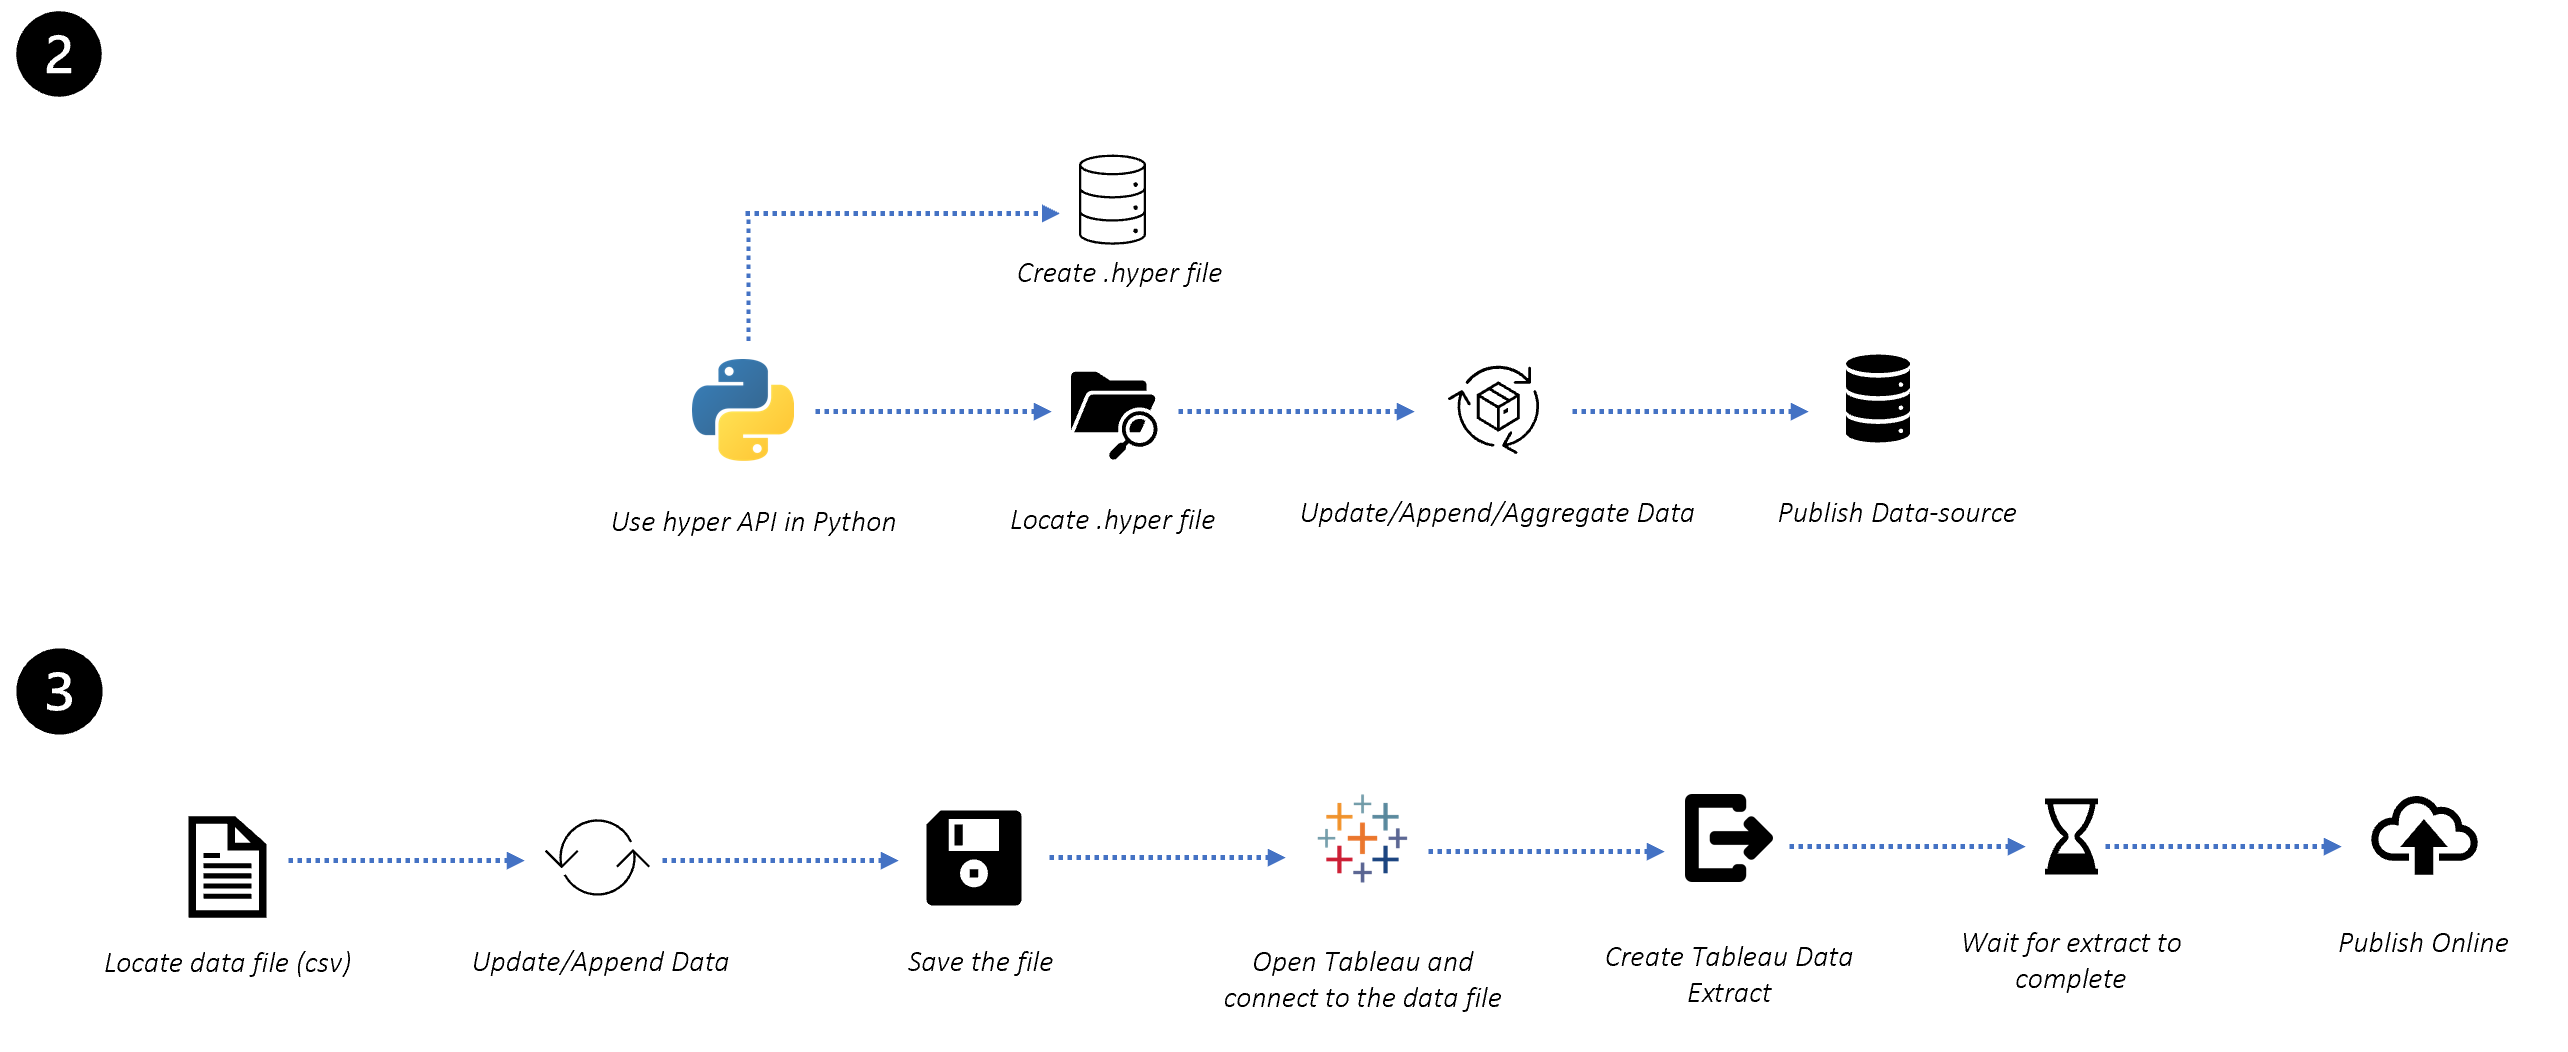 2
Create .hyper file
Use hyper API in Python
Locate .hyper file
Update/Append/Aggregate Data
Publish Data-source
3
Locate data file (csv)
Update/Append Data
Save the file
Open Tableau and
connect to the data file
Create Tableau Data
Extract
Wait for extract to
complete
Publish Online